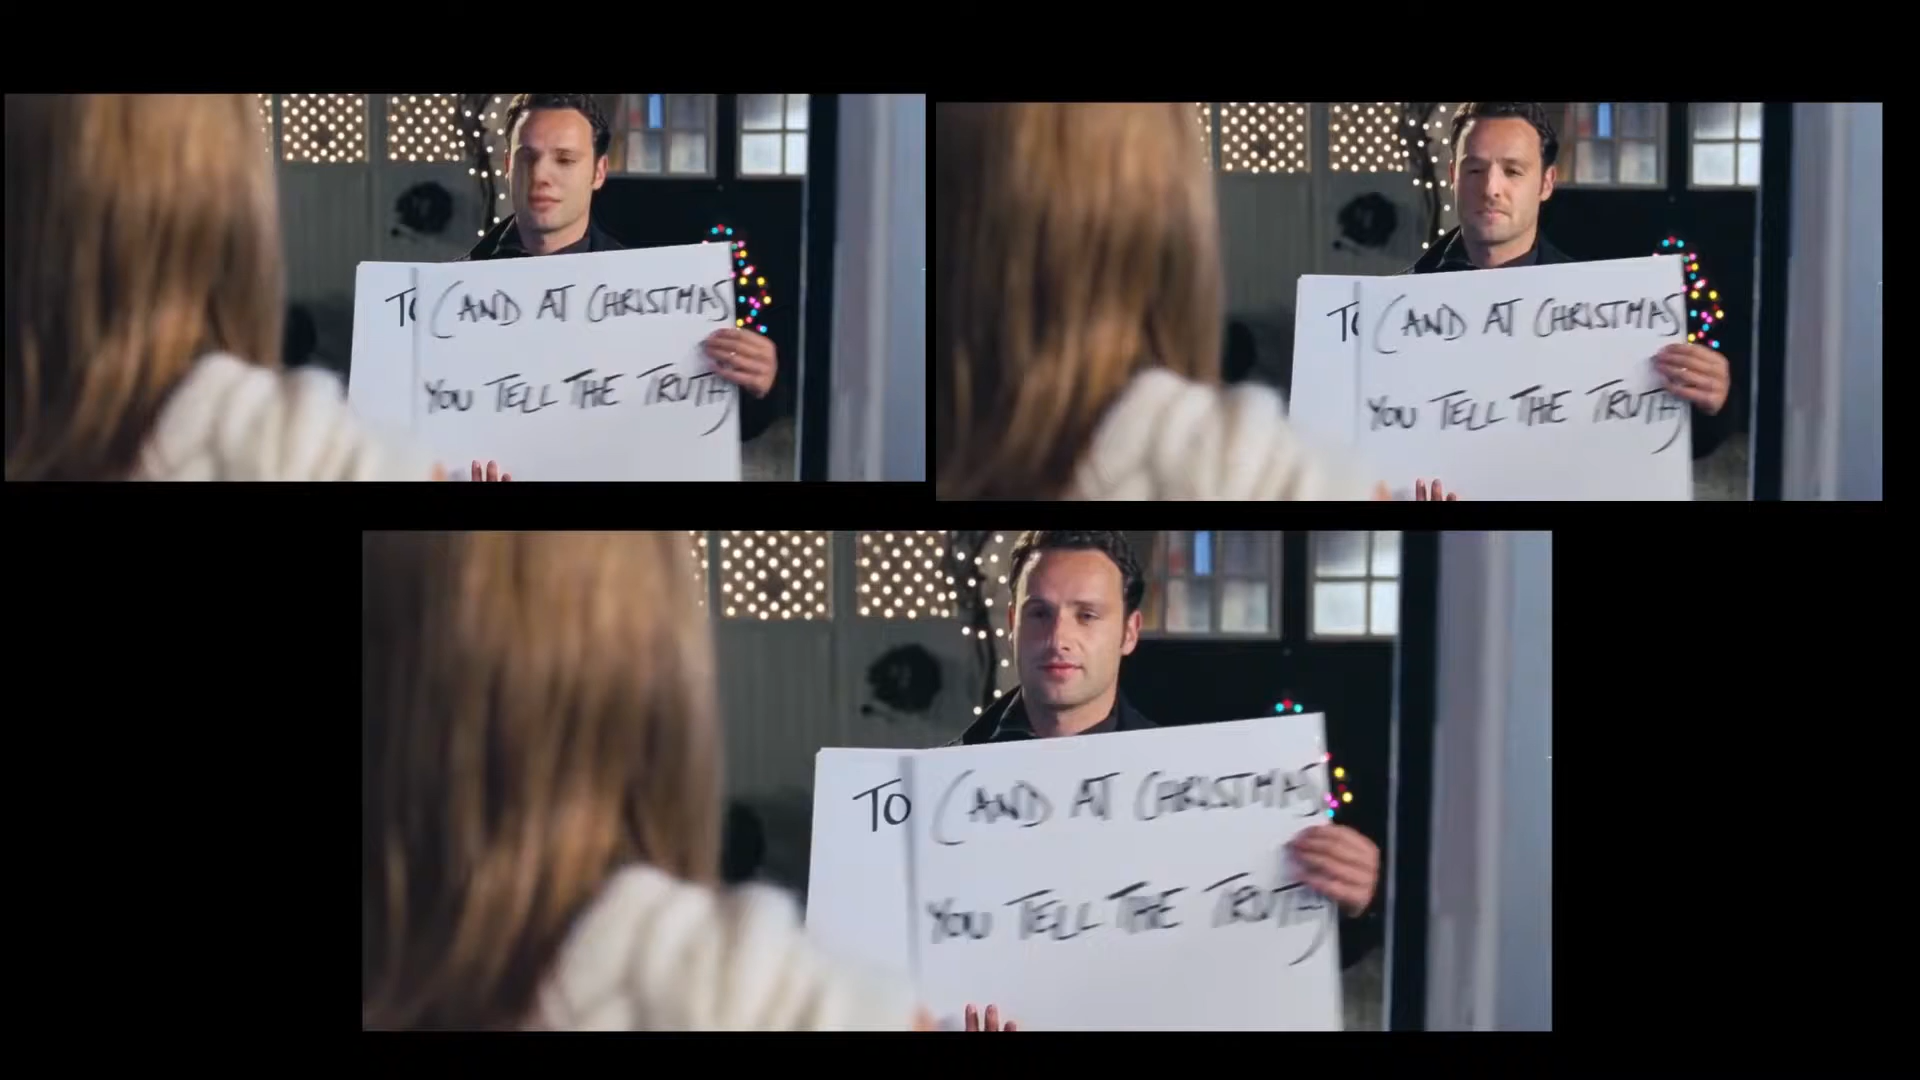 TO (AND AT CHRISTMAS
YOU TELL THE TRUTH)
TO (AND AT CHRISTMAS
YOU TELL THE TRUTH)
TO (AND AT CHRISTMAS
YOU TELL THE TRUTH)